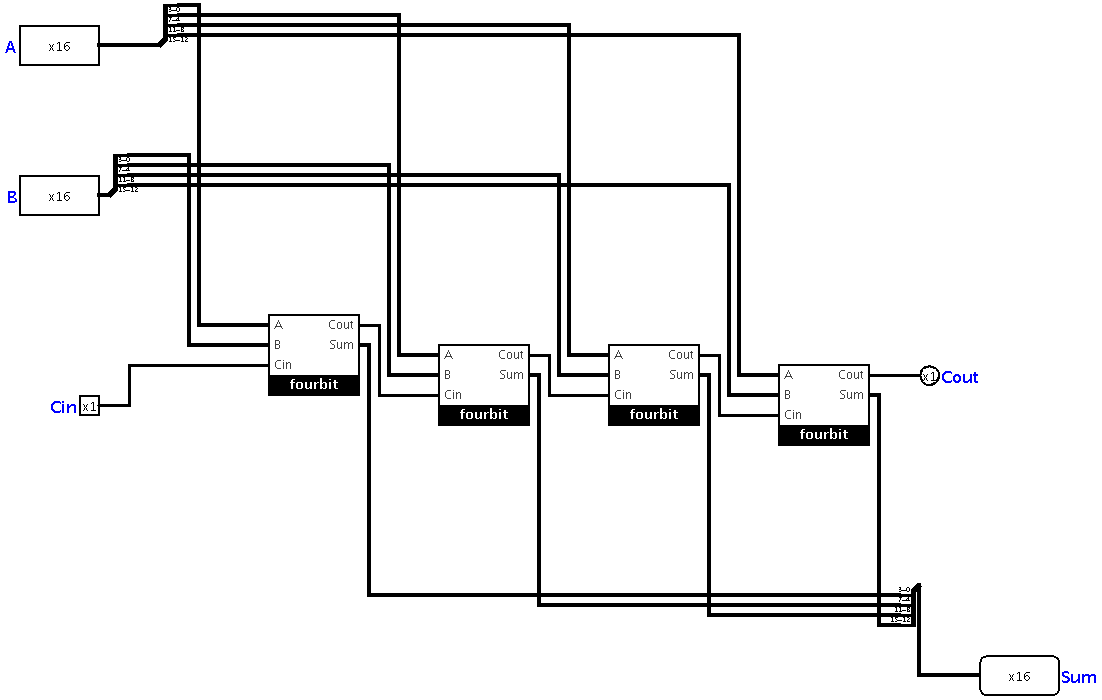 A
x16
3-0
7-4
11-8
15-12
B
x16
3-0
7-4
11-8
15-12
A Cout
B Sum
Cin
fourbit
A Cout
B Sum
Cin
fourbit
A Cout
B Sum
Cin
fourbit
A Cout
B Sum
Cin
fourbit
x1 Cout
Cin x1
3-0
7-4
11-8
15-12
x16 Sum